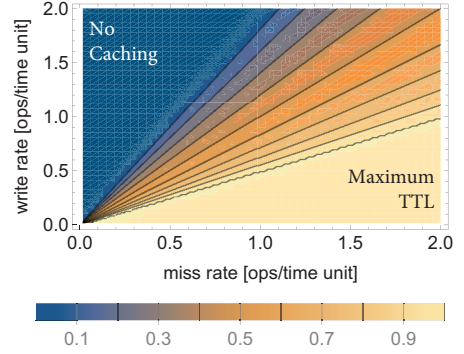 2.0
No
Caching
1.5
1.0
0.5
Maximum
TTL
0.0
0.0 0.5 1.0 1.5 2.0
write rate [ops/time unit]
miss rate [ops/time unit]
0.1 0.3 0.5 0.7 0.9